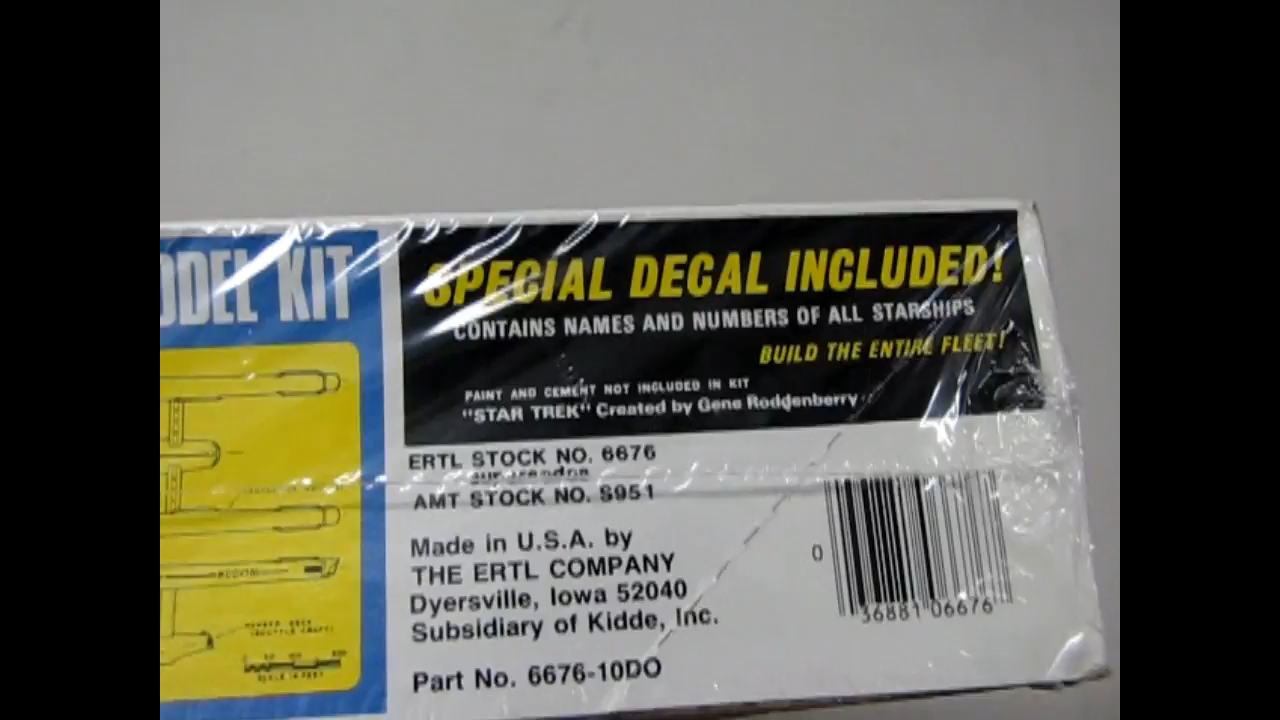 ODEL KIT
SPECIAL DECAL INCLUDED!
CONTAINS NAMES AND NUMBERS OF ALL STARSHIPS
BUILD THE ENTIRE FLEET!
PAINT AND CEMENT NOT INCLUDED IN KIT
"STAR TREK" Created by Gene Roddenberry
ERTL STOCK NO. 6676
AMT STOCK NO. S951
Made in U.S.A. by
THE ERTL COMPANY
Dyersville, Iowa 52040
Subsidiary of Kidde, Inc.
Part No. 6676-10DO
0
36881 06676
SCALE IN FEET